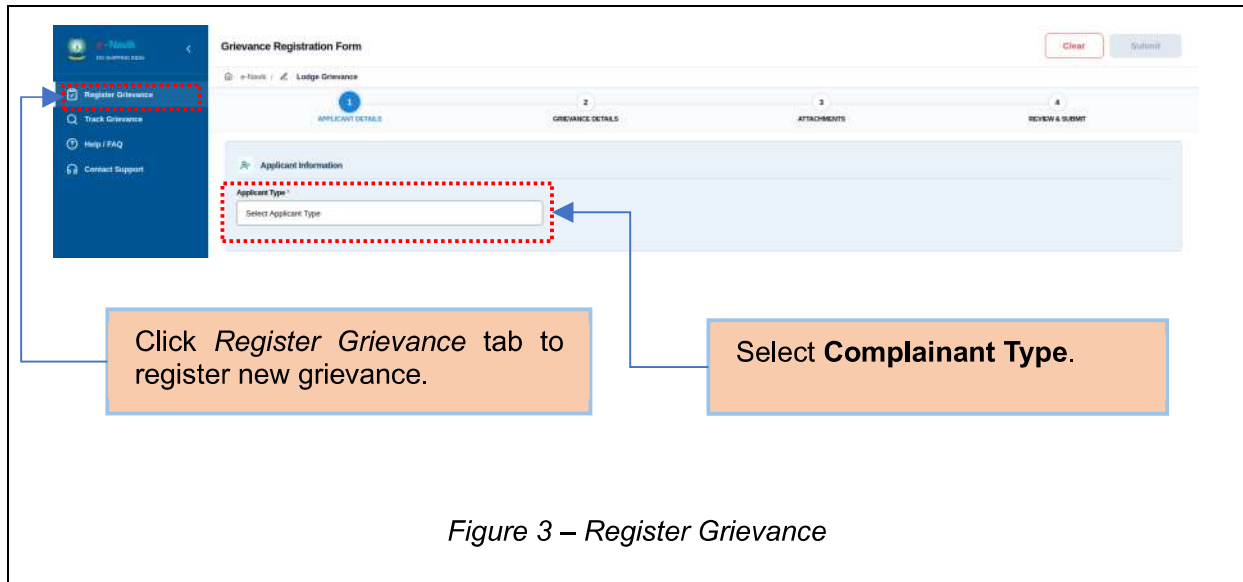 Grievance Registration Form
Clear
Submit
e-Navik / Lodge Grievance
Register Grievance
Track Grievance
Help / FAQ
Contact Support
1
2
3
4
APPLICANT DETAILS
GRIEVANCE DETAILS
ATTACHMENTS
REVIEW & SUBMIT
Applicant Information
Applicant Type *
Select Applicant Type
Click Register Grievance tab to
register new grievance.
Select Complainant Type.
Figure 3 – Register Grievance